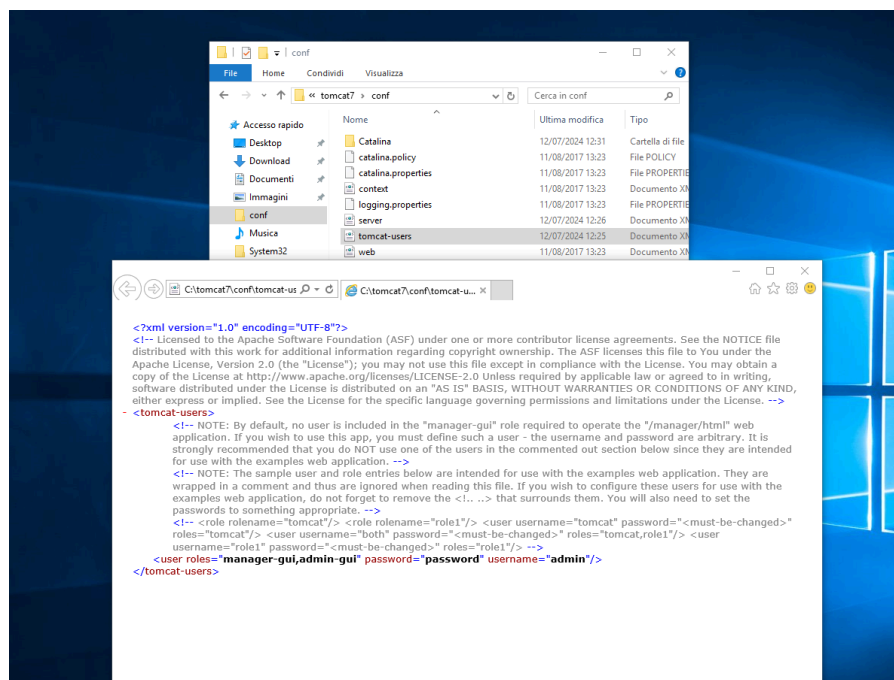 conf
File Home Condividi Visualizza
« tomcat7 › conf Cerca in conf
Nome Ultima modifica Tipo
Accesso rapido
Desktop
Download
Documenti
Immagini
conf
Musica
System32
Catalina 12/07/2024 12:31 Cartella di file
catalina.policy 11/08/2017 13:23 File POLICY
catalina.properties 11/08/2017 13:23 File PROPERTIE
context 11/08/2017 13:23 Documento XM
logging.properties 11/08/2017 13:23 File PROPERTIE
server 12/07/2024 12:26 Documento XM
tomcat-users 12/07/2024 12:25 Documento XM
web 11/08/2017 13:23 Documento XM
C:\tomcat7\conf\tomcat-us C:\tomcat7\conf\tomcat-u...
<?xml version="1.0" encoding="UTF-8"?>
<!-- Licensed to the Apache Software Foundation (ASF) under one or more contributor license agreements. See the NOTICE file
distributed with this work for additional information regarding copyright ownership. The ASF licenses this file to You under the
Apache License, Version 2.0 (the "License"); you may not use this file except in compliance with the License. You may obtain a
copy of the License at http://www.apache.org/licenses/LICENSE-2.0 Unless required by applicable law or agreed to in writing,
software distributed under the License is distributed on an "AS IS" BASIS, WITHOUT WARRANTIES OR CONDITIONS OF ANY KIND,
either express or implied. See the License for the specific language governing permissions and limitations under the License. -->
- <tomcat-users>
<!-- NOTE: By default, no user is included in the "manager-gui" role required to operate the "/manager/html" web
application. If you wish to use this app, you must define such a user - the username and password are arbitrary. It is
strongly recommended that you do NOT use one of the users in the commented out section below since they are intended
for use with the examples web application. -->
<!-- NOTE: The sample user and role entries below are intended for use with the examples web application. They are
wrapped in a comment and thus are ignored when reading this file. If you wish to configure these users for use with the
examples web application, do not forget to remove the <!.. ..> that surrounds them. You will also need to set the
passwords to something appropriate. -->
<!-- <role rolename="tomcat"/> <role rolename="role1"/> <user username="tomcat" password="<must-be-changed>"
roles="tomcat"/> <user username="both" password="<must-be-changed>" roles="tomcat,role1"/> <user
username="role1" password="<must-be-changed>" roles="role1"/> -->
<user roles="manager-gui,admin-gui" password="password" username="admin"/>
</tomcat-users>